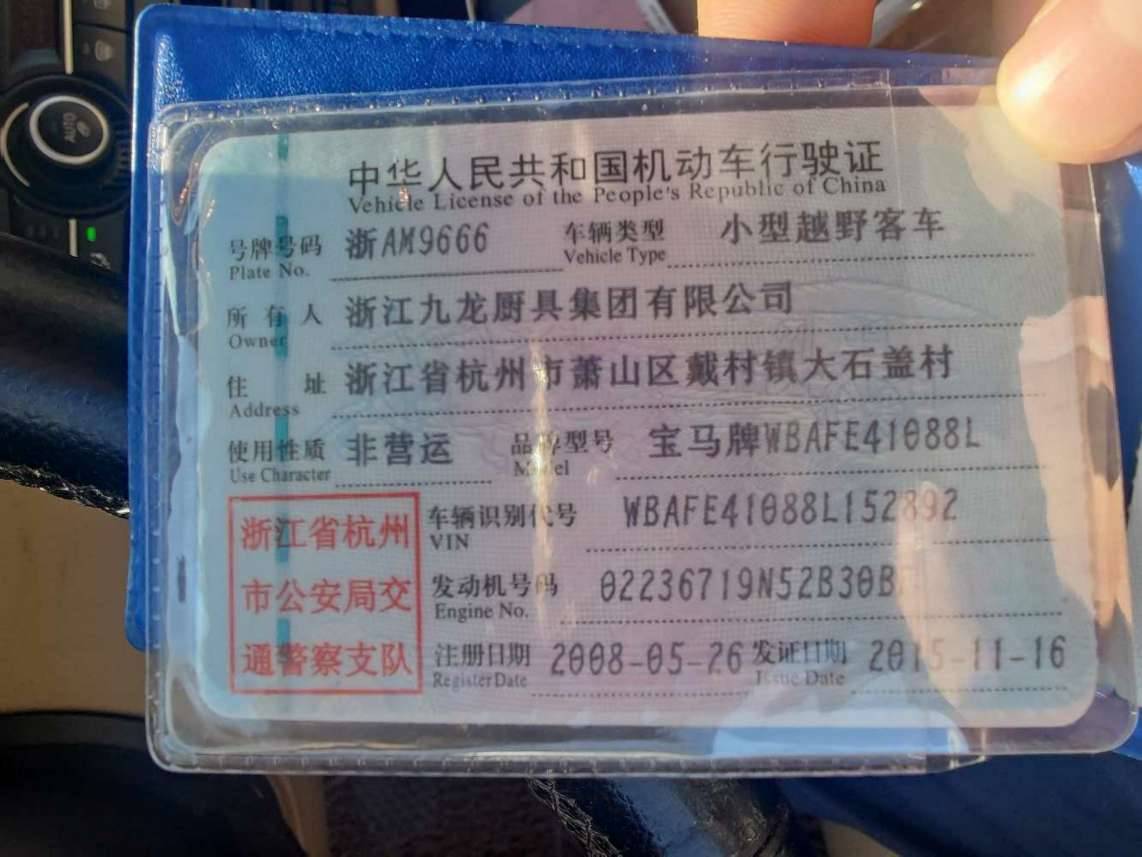 AUTO
中华人民共和国机动车行驶证
Vehicle License of the People's Republic of China
号牌号码 浙AM9666 车辆类型 小型越野客车
Plate No. Vehicle Type
所有人 浙江九龙厨具集团有限公司
Owner
住址 浙江省杭州市萧山区戴村镇大石盖村
Address
使用性质 非营运 品牌型号 宝马牌WBAFE41088L
Use Character Model
浙江省杭州 车辆识别代号 WBAFE41088L152892
VIN
市公安局交 发动机号码 02236719N52B30B
Engine No.
通警察支队 注册日期 2008-05-26 发证日期 2015-11-16
Register Date Issue Date